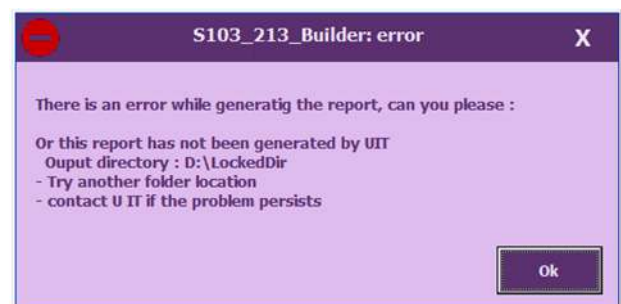 S103_213_Builder: error
X
There is an error while generatig the report, can you please :
Or this report has not been generated by UIT
Ouput directory : D:\LockedDir
- Try another folder location
- contact U IT if the problem persists
Ok